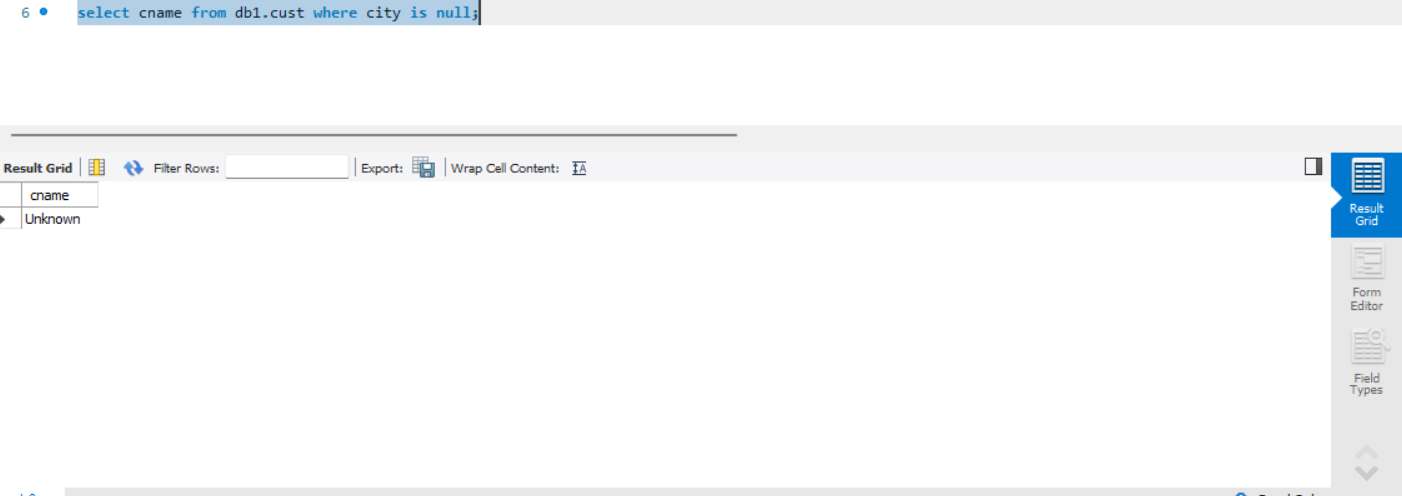 6
select cname from db1.cust where city is null;
Result Grid
Filter Rows:
Export:
Wrap Cell Content:
cname
Unknown
Result
Grid
Form
Editor
Field
Types